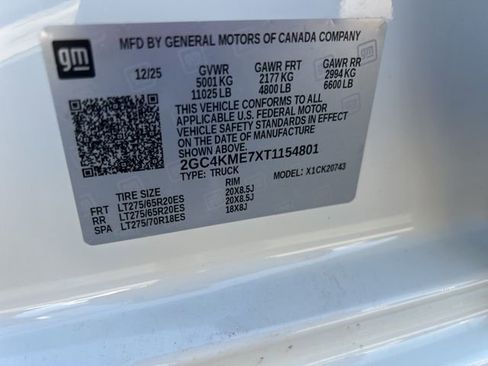 gm
MFD BY GENERAL MOTORS OF CANADA COMPANY
12/25 GVWR GAWR FRT GAWR RR
5001 KG 2177 KG 2994 KG
11025 LB 4800 LB 6600 LB
THIS VEHICLE CONFORMS TO ALL
APPLICABLE U.S. FEDERAL MOTOR
VEHICLE SAFETY STANDARDS IN EFFECT
ON THE DATE OF MANUFACTURE
SHOWN ABOVE.
2GC4KME7XT1154801
TYPE: TRUCK MODEL: X1CK20743
TIRE SIZE RIM
FRT LT275/65R20ES 20X8.5J
RR LT275/65R20ES 20X8.5J
SPA LT275/70R18ES 18X8J